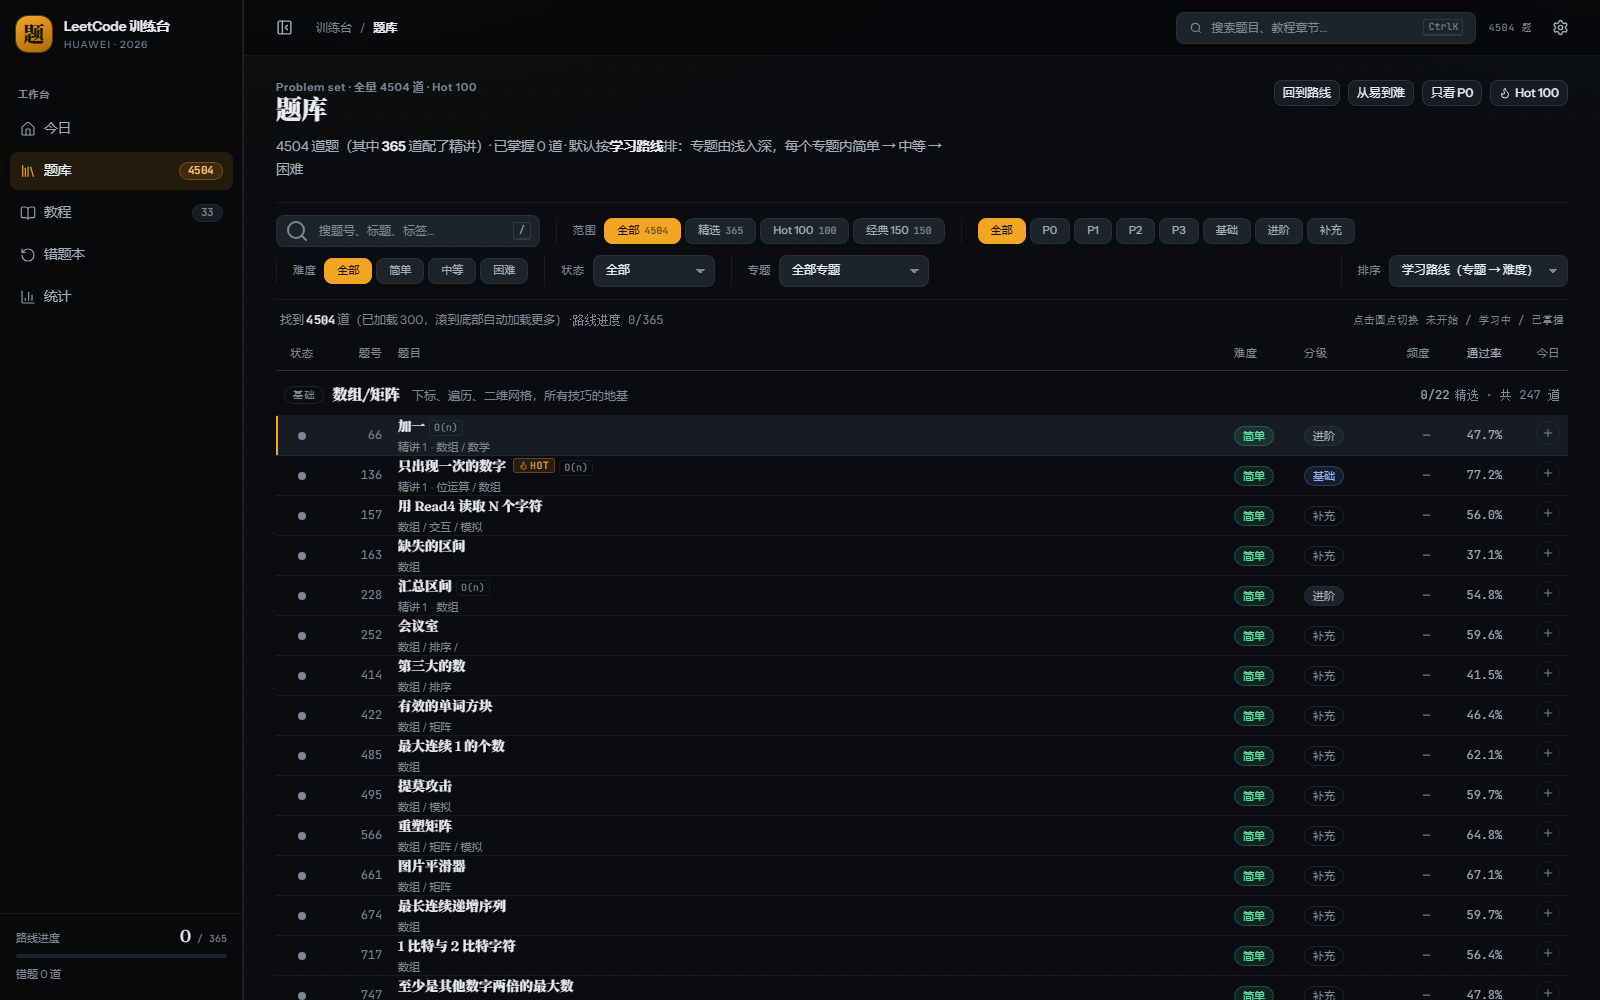 题
LeetCode 训练台
HUAWEI · 2026
工作台
今日
题库 4504
教程 33
错题本
统计
路线进度 0 / 365
错题 0 道
训练台 / 题库
搜索题目、教程章节... CtrlK
4504 题
Problem set · 全量 4504 道 · Hot 100
题库
4504 道题（其中 365 道配了精讲）· 已掌握 0 道 · 默认按学习路线排：专题由浅入深，每个专题内简单 → 中等 →
困难
回到路线 从易到难 只看 P0 Hot 100
搜题号、标题、标签... /
范围 全部 4504 精选 365 Hot 100 100 经典 150 150
全部 P0 P1 P2 P3 基础 进阶 补充
难度 全部 简单 中等 困难
状态 全部
专题 全部专题
排序 学习路线（专题 → 难度）
找到 4504 道（已加载 300，滚到底部自动加载更多）·路线进度 0/365
点击圆点切换 未开始 / 学习中 / 已掌握
状态 题号 题目 难度 分级 频度 通过率 今日
基础 数组/矩阵 下标、遍历、二维网格，所有技巧的地基 0/22 精选 · 共 247 道
66 加一 O(n) 简单 进阶 — 47.7% +
精讲 1 · 数组 / 数学
136 只出现一次的数字 HOT O(n) 简单 基础 — 77.2% +
精讲 1 · 位运算 / 数组
157 用 Read4 读取 N 个字符 简单 补充 — 56.0% +
数组 / 交互 / 模拟
163 缺失的区间 简单 补充 — 37.1% +
数组
228 汇总区间 O(n) 简单 进阶 — 54.8% +
精讲 1 · 数组
252 会议室 简单 补充 — 59.6% +
数组 / 排序 /
414 第三大的数 简单 补充 — 41.5% +
数组 / 排序
422 有效的单词方块 简单 补充 — 46.4% +
数组 / 矩阵
485 最大连续 1 的个数 简单 补充 — 62.1% +
数组
495 提莫攻击 简单 补充 — 59.7% +
数组 / 模拟
566 重塑矩阵 简单 补充 — 64.8% +
数组 / 矩阵 / 模拟
661 图片平滑器 简单 补充 — 67.1% +
数组 / 矩阵
674 最长连续递增序列 简单 补充 — 59.7% +
数组
717 1 比特与 2 比特字符 简单 补充 — 56.4% +
数组
747 至少是其他数字两倍的最大数 简单 补充 — 47.8% +